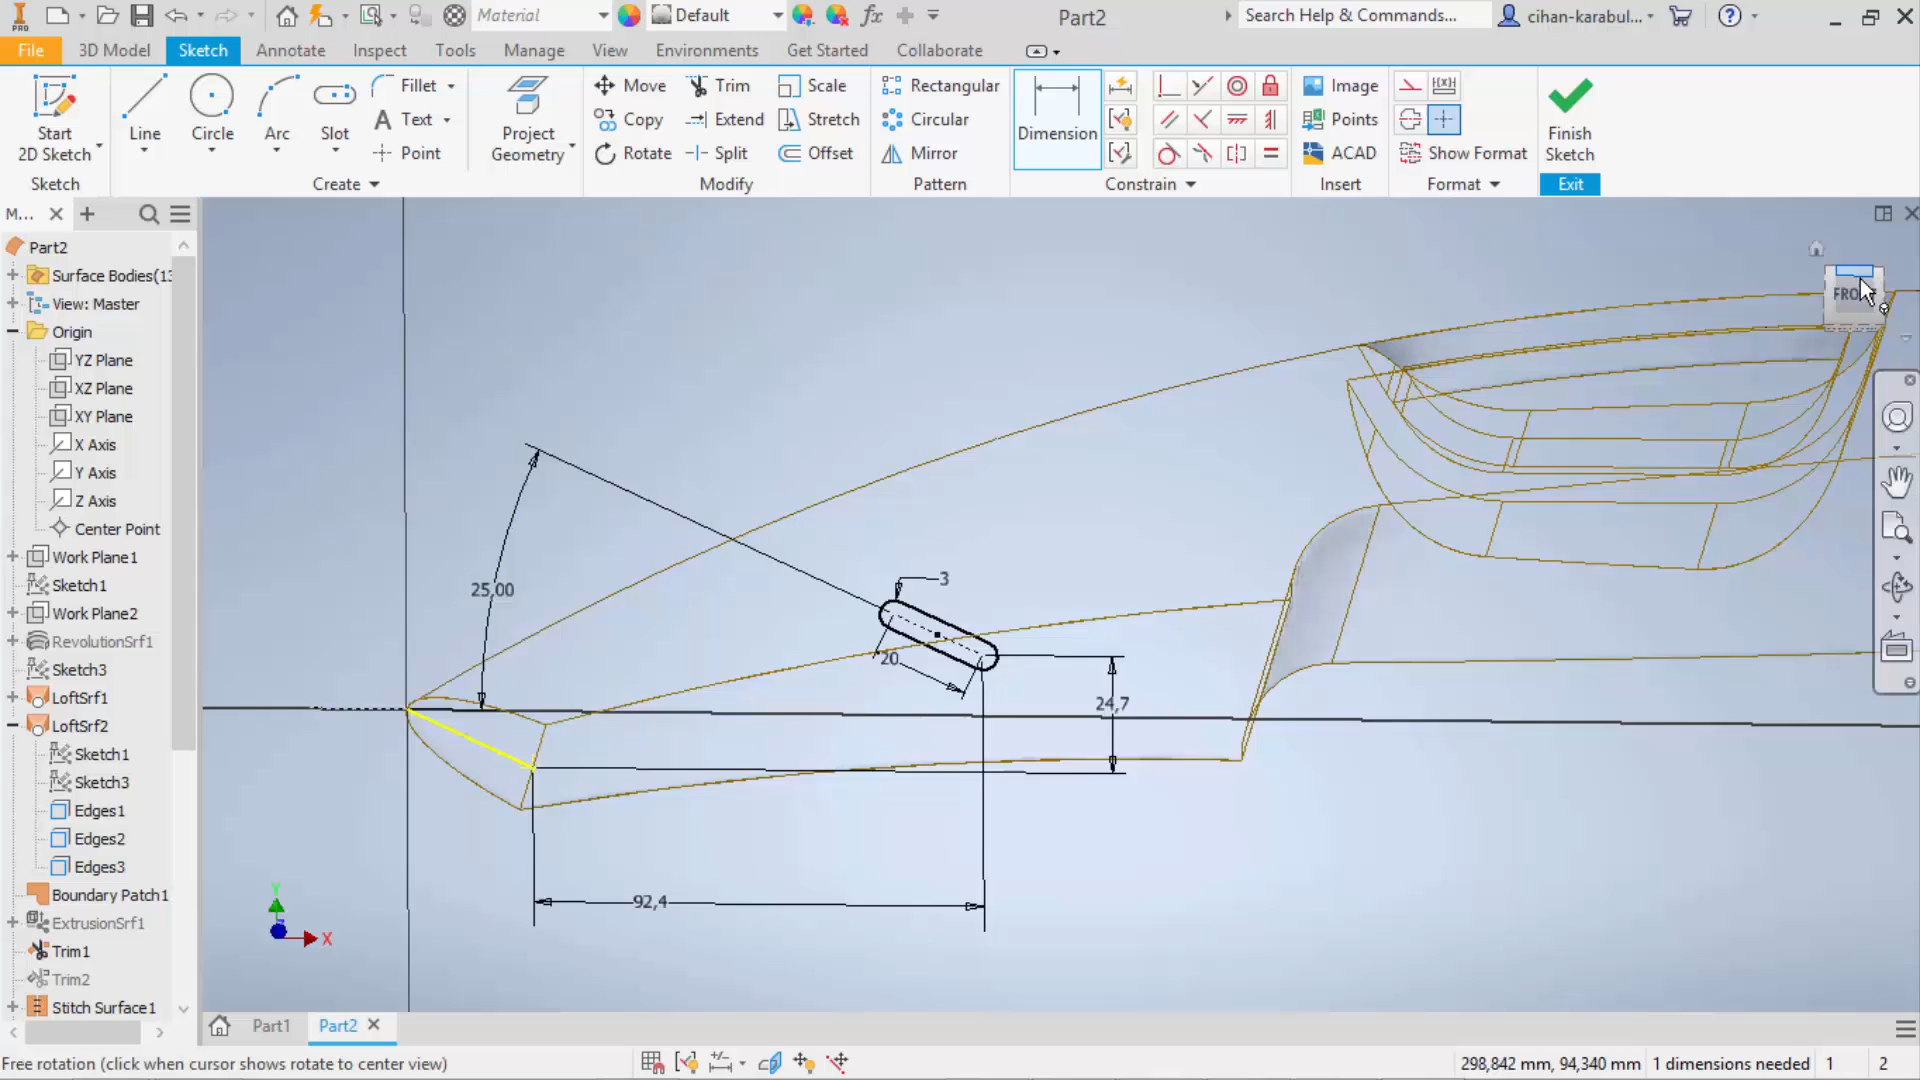 PRO
Material
Default
fx
Part2
Search Help & Commands...
cihan-karabul...
File
3D Model
Sketch
Annotate
Inspect
Tools
Manage
View
Environments
Get Started
Collaborate
Start
2D Sketch
Line
Circle
Arc
Slot
Fillet
Text
Point
Project
Geometry
Move
Copy
Rotate
Trim
Extend
Split
Scale
Stretch
Offset
Rectangular
Circular
Mirror
Dimension
Image
Points
ACAD
Show Format
Finish
Sketch
Sketch
Create
Modify
Pattern
Constrain
Insert
Format
Exit
M...
Part2
Surface Bodies(13
View: Master
Origin
YZ Plane
XZ Plane
XY Plane
X Axis
Y Axis
Z Axis
Center Point
Work Plane1
Sketch1
Work Plane2
RevolutionSrf1
Sketch3
LoftSrf1
LoftSrf2
Sketch1
Sketch3
Edges1
Edges2
Edges3
Boundary Patch1
ExtrusionSrf1
Trim1
Trim2
Stitch Surface1
25,00
3
20
24,7
92,4
Y
X
Part1
Part2
Free rotation (click when cursor shows rotate to center view)
298,842 mm, 94,340 mm
1 dimensions needed
1
2